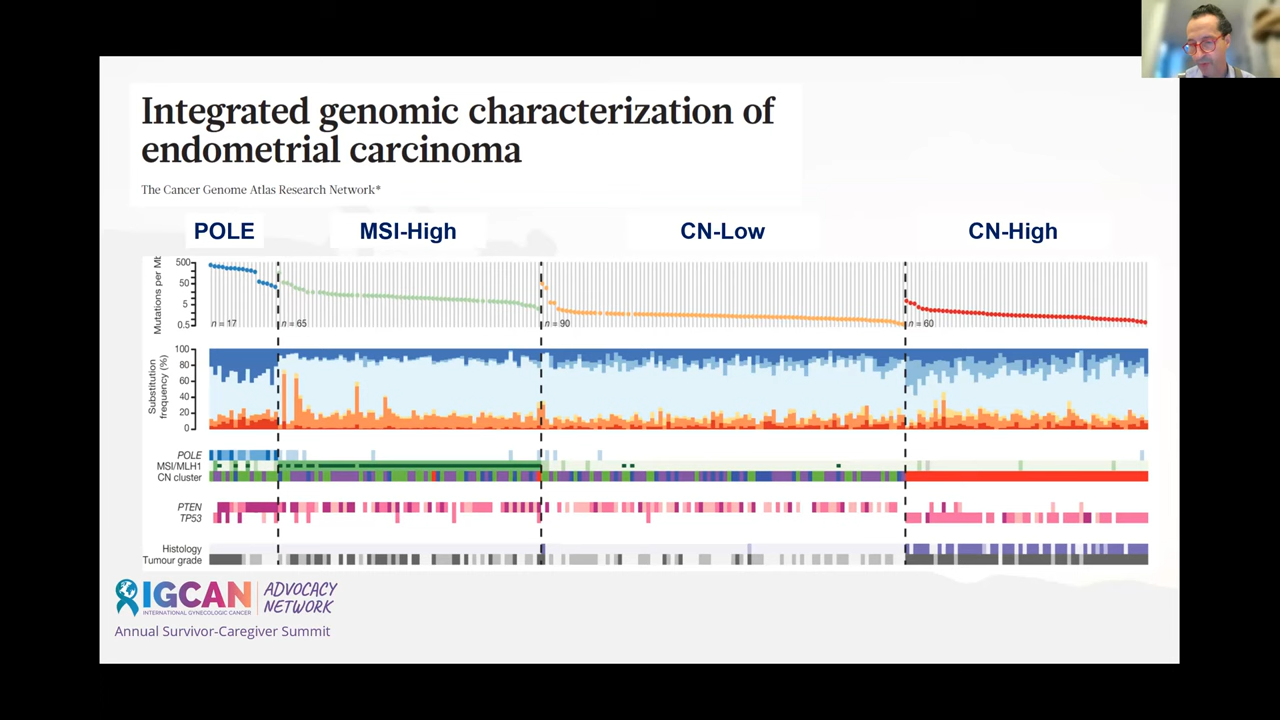 Integrated genomic characterization of
endometrial carcinoma
The Cancer Genome Atlas Research Network*
POLE
MSI-High
CN-Low
CN-High
Mutations per Mb
500
50
5
0.5
n = 17
n = 65
n = 90
n = 60
Substitution
frequency (%)
100
80
60
40
20
0
POLE
MSI/MLH1
CN cluster
PTEN
TP53
Histology
Tumour grade
IGCAN
INTERNATIONAL GYNECOLOGIC CANCER
ADVOCACY
NETWORK
Annual Survivor-Caregiver Summit